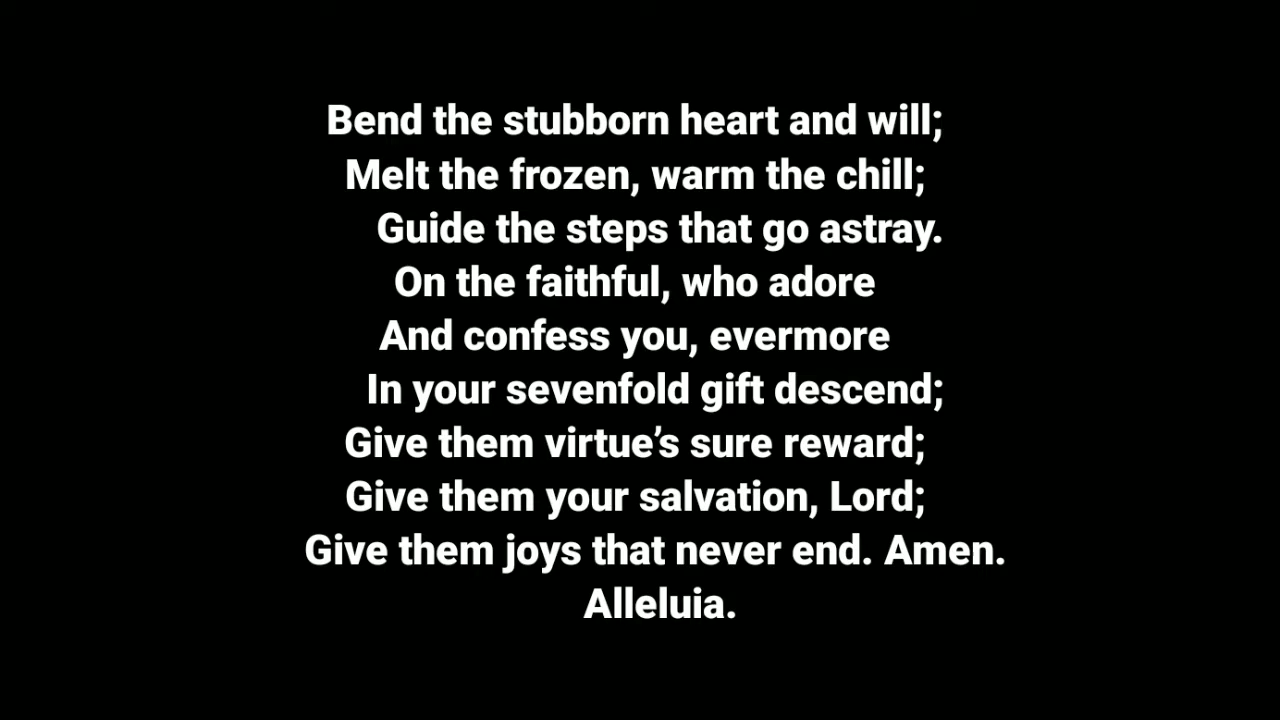 Bend the stubborn heart and will;
Melt the frozen, warm the chill;
Guide the steps that go astray.
On the faithful, who adore
And confess you, evermore
In your sevenfold gift descend;
Give them virtue’s sure reward;
Give them your salvation, Lord;
Give them joys that never end. Amen.
Alleluia.